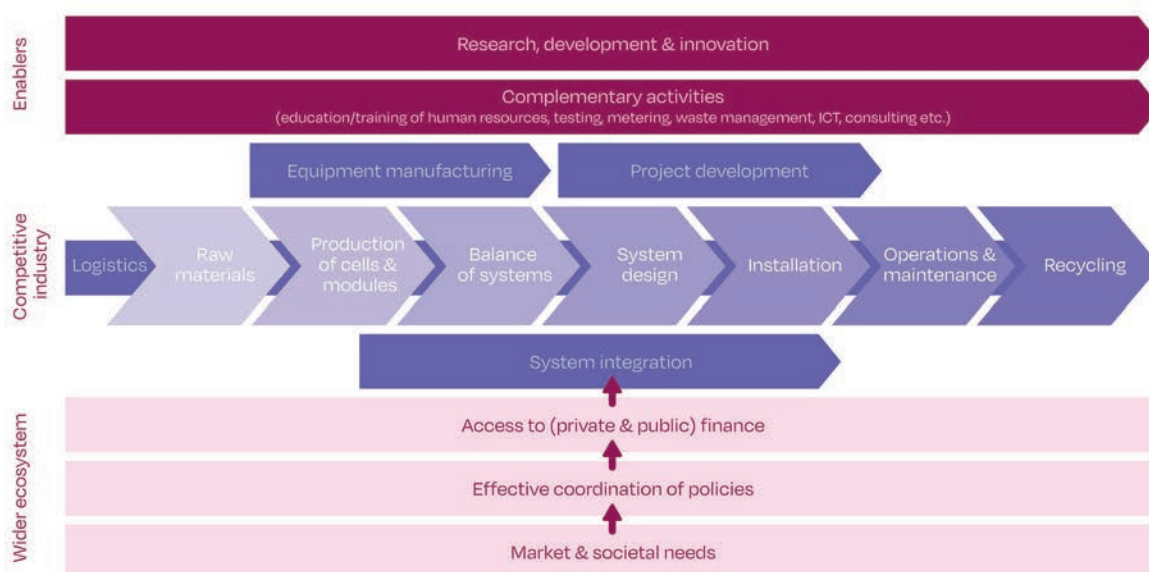 Enablers
Research, development & innovation
Complementary activities
(education/training of human resources, testing, metering, waste management, ICT, consulting etc.)
Competitive
industry
Equipment manufacturing
Project development
Logistics
Raw
materials
Production
of cells &
modules
Balance
of systems
System
design
Installation
Operations &
maintenance
Recycling
System integration
Wider ecosystem
Access to (private & public) finance
Effective coordination of policies
Market & societal needs